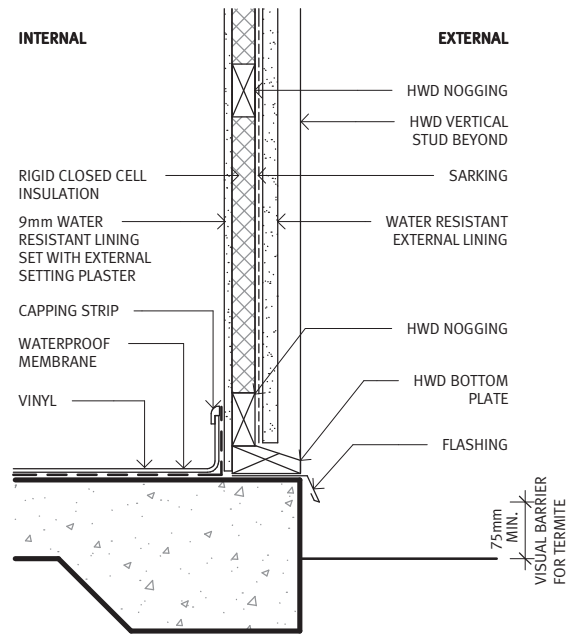 INTERNAL
EXTERNAL
HWD NOGGING
HWD VERTICAL
STUD BEYOND
RIGID CLOSED CELL
INSULATION
SARKING
9mm WATER
RESISTANT LINING
SET WITH EXTERNAL
SETTING PLASTER
WATER RESISTANT
EXTERNAL LINING
CAPPING STRIP
HWD NOGGING
WATERPROOF
MEMBRANE
HWD BOTTOM
PLATE
VINYL
FLASHING
75mm
MIN.
VISUAL BARRIER
FOR TERMITE